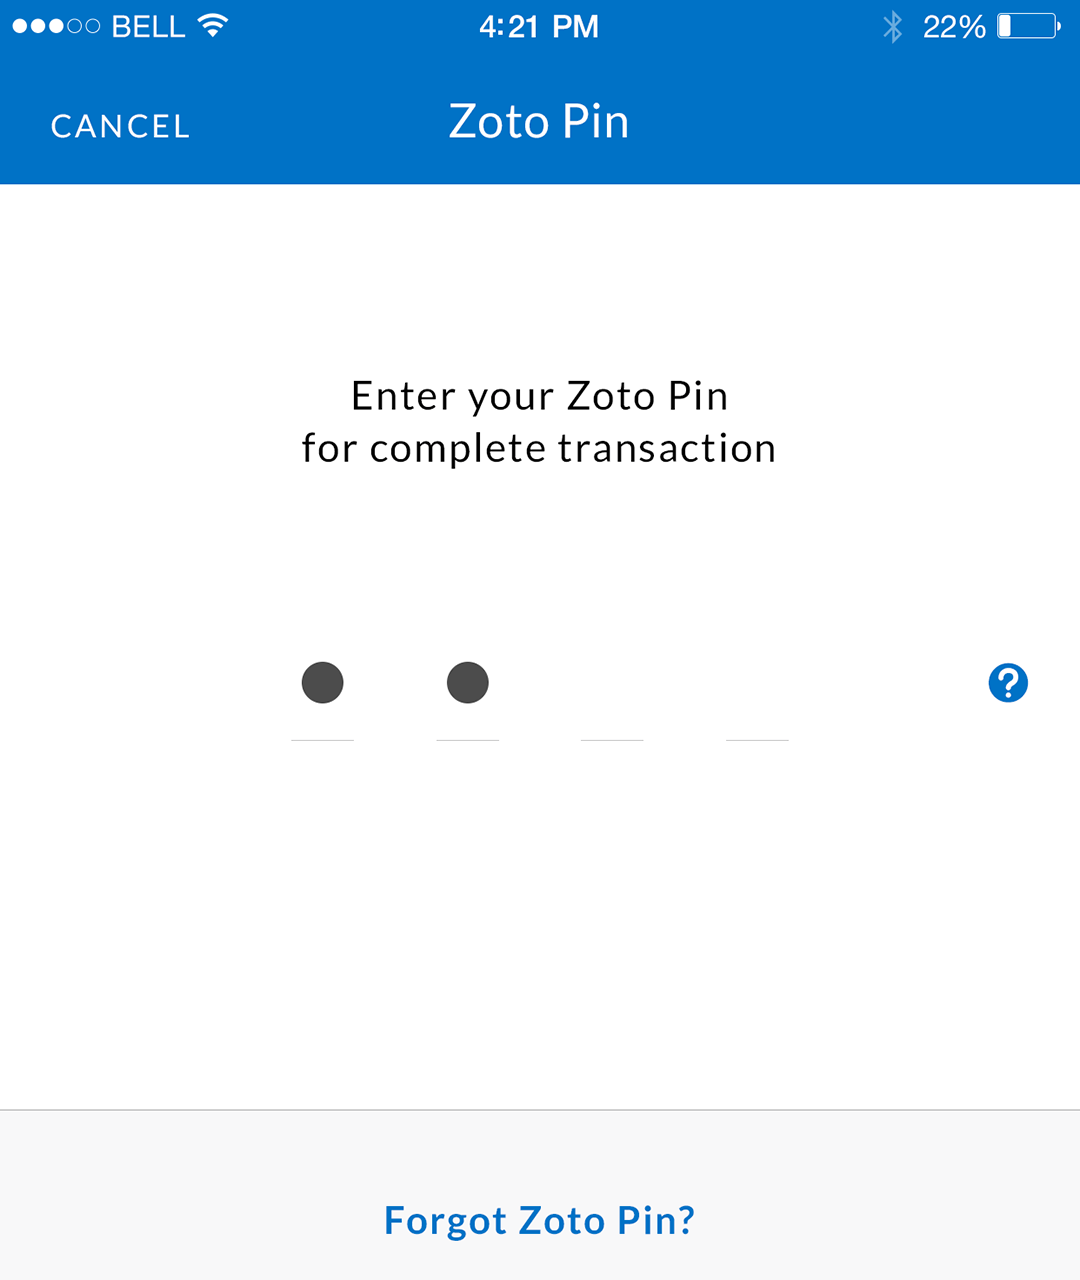 BELL 4:21 PM 22%
CANCEL Zoto Pin
Enter your Zoto Pin
for complete transaction
?
Forgot Zoto Pin?